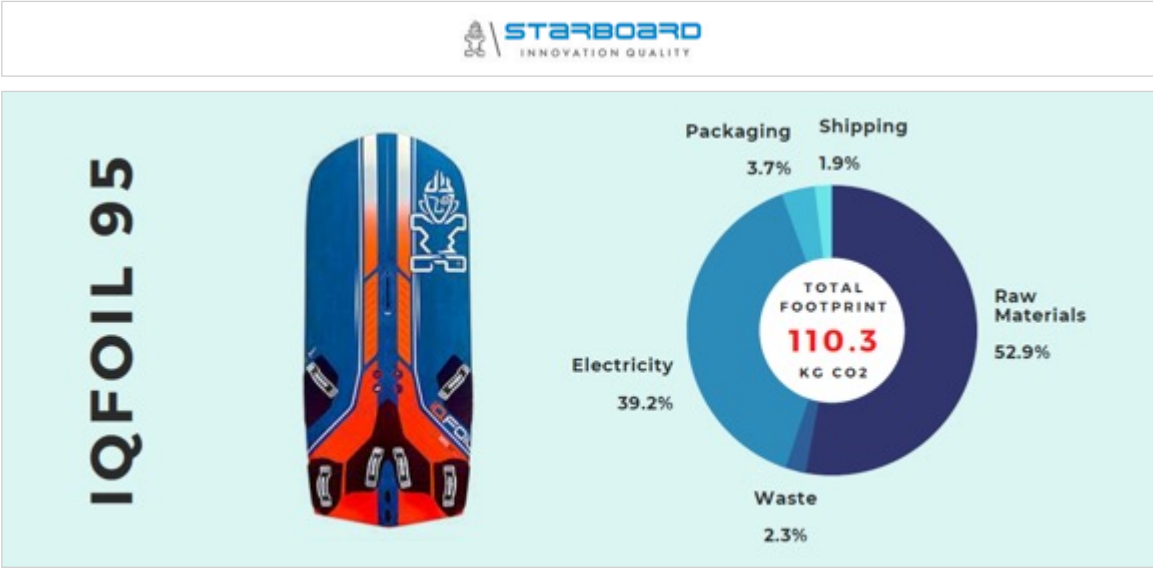 STARBOARD
INNOVATION QUALITY
IQFOIL 95
Packaging
3.7%
Shipping
1.9%
Raw
Materials
52.9%
Electricity
39.2%
Waste
2.3%
TOTAL
FOOTPRINT
110.3
KG CO2